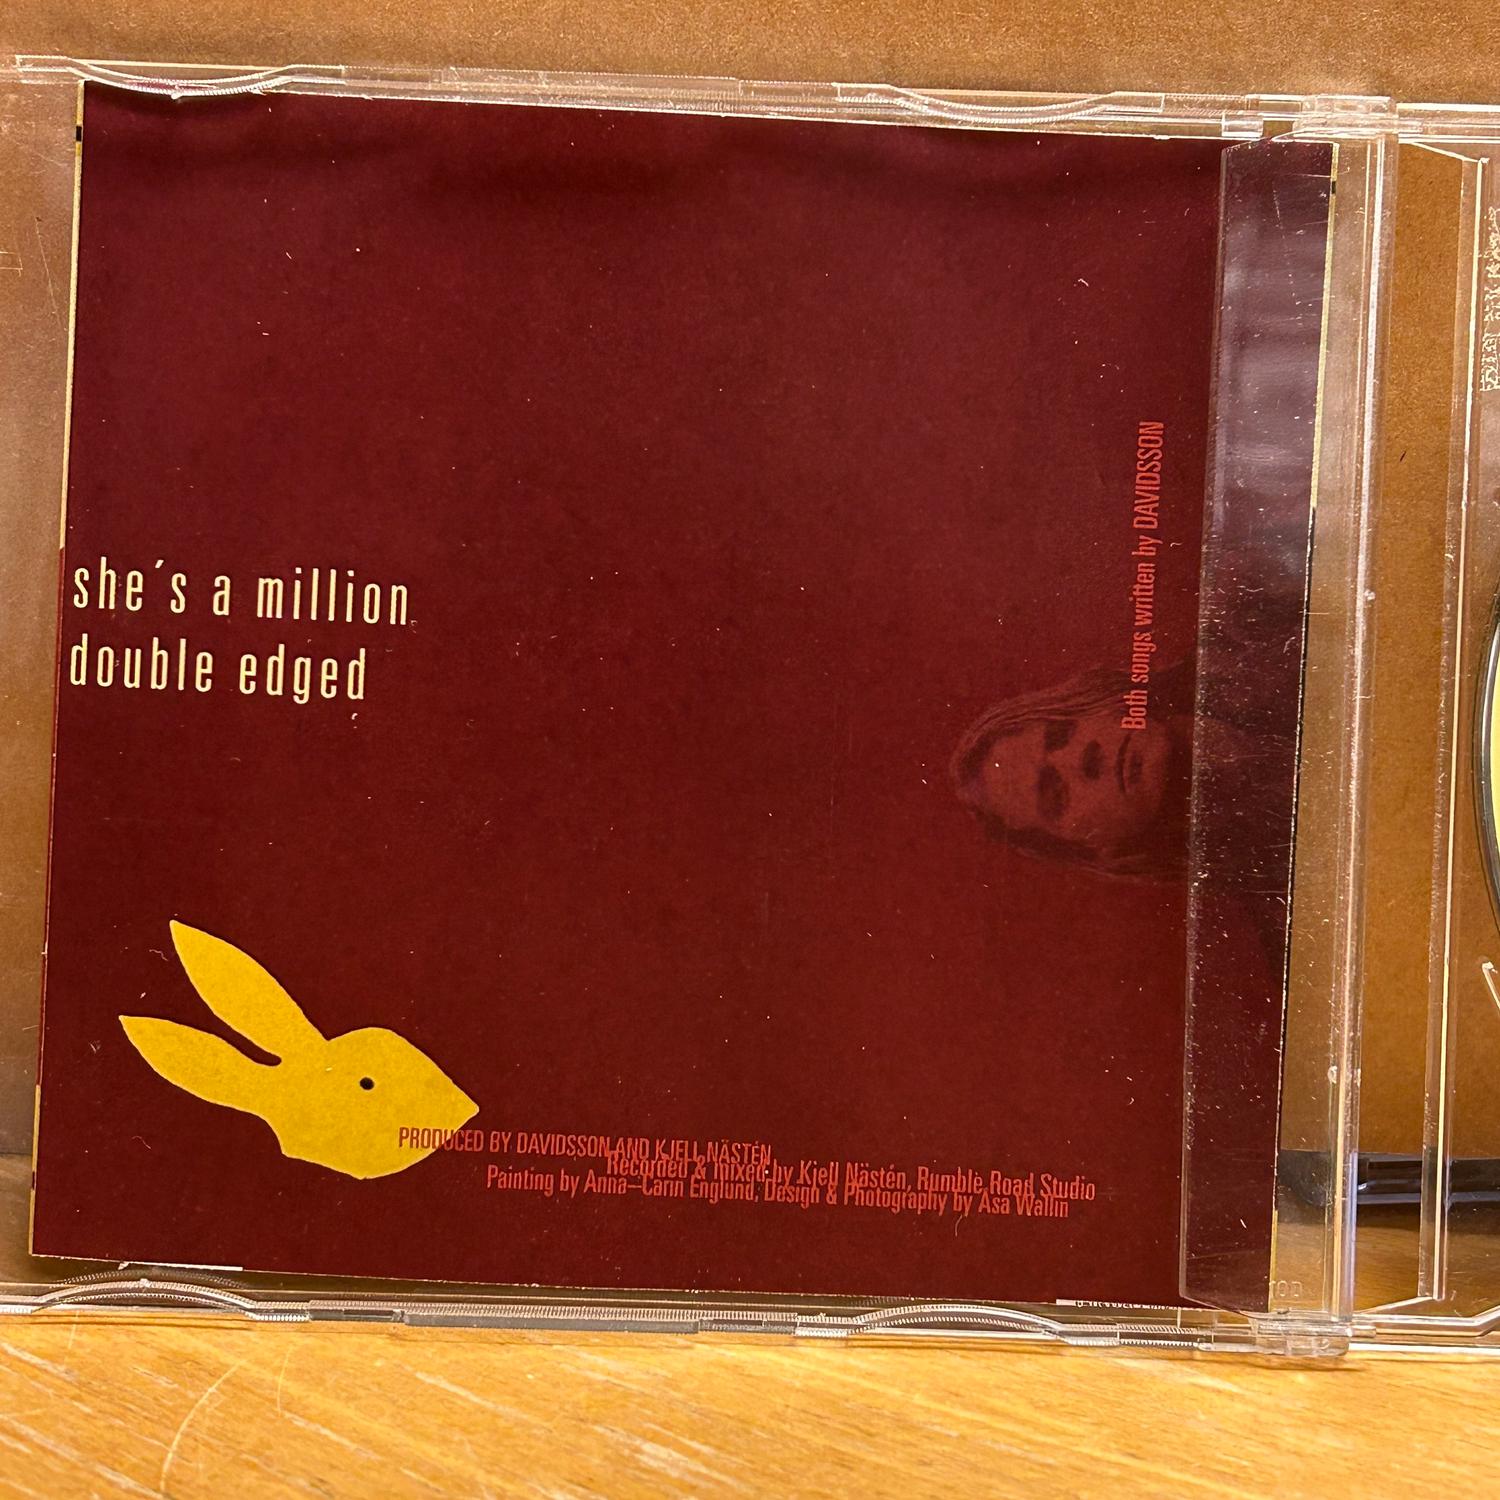 she´s a million
double edged
Both songs written by DAVIDSSON
PRODUCED BY DAVIDSSON AND KJELL NÄSTÉN
Recorded & mixed by Kjell Nästén, Rumble Road Studio
Painting by Anna–Carin Englund, Dasign & Photography by Åsa Wallin